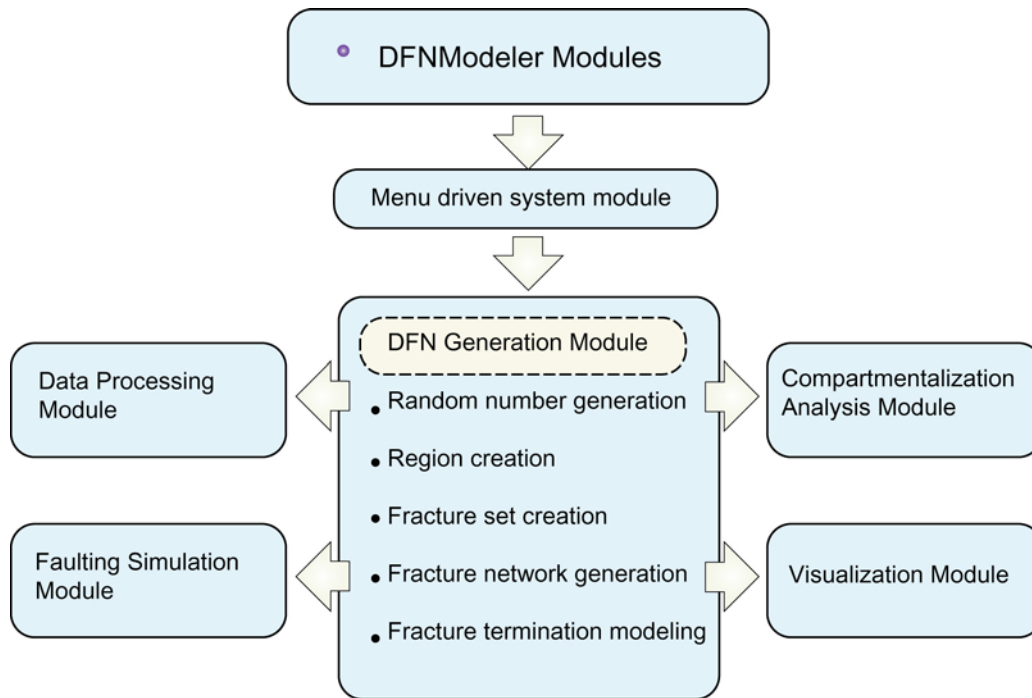 DFNModeler Modules
Menu driven system module
DFN Generation Module
• Random number generation
• Region creation
• Fracture set creation
• Fracture network generation
• Fracture termination modeling
Data Processing
Module
Faulting Simulation
Module
Compartmentalization
Analysis Module
Visualization Module